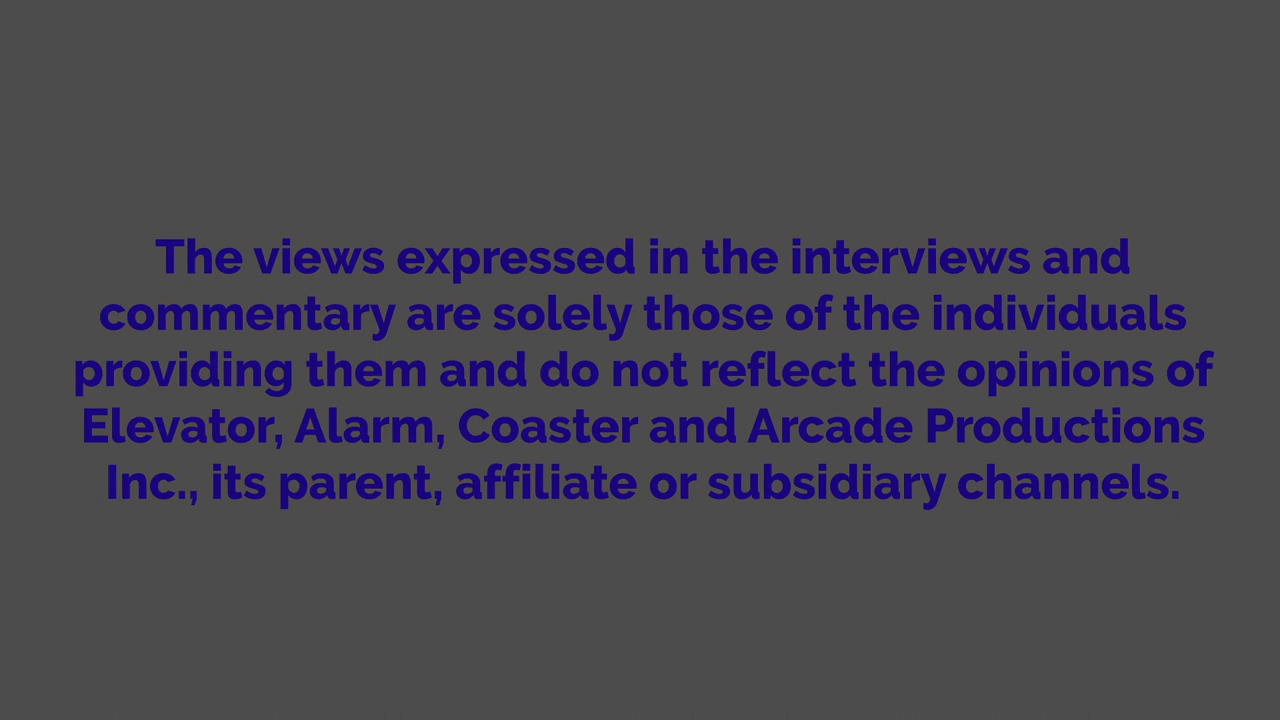 The views expressed in the interviews and
commentary are solely those of the individuals
providing them and do not reflect the opinions of
Elevator, Alarm, Coaster and Arcade Productions
Inc., its parent, affiliate or subsidiary channels.